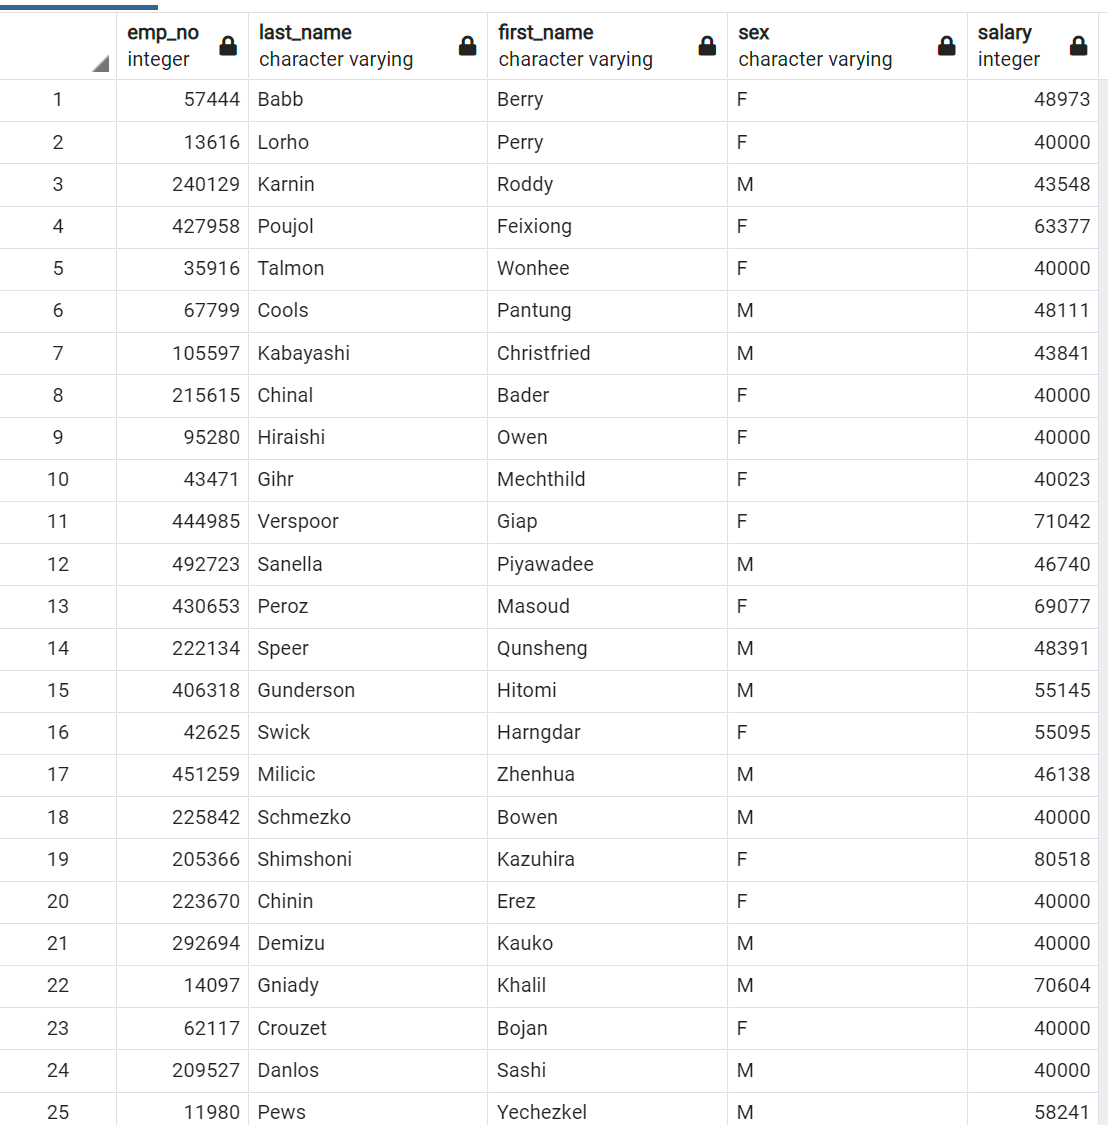 emp_no last_name first_name sex salary
integer character varying character varying character varying integer
1 57444 Babb Berry F 48973
2 13616 Lorho Perry F 40000
3 240129 Karnin Roddy M 43548
4 427958 Poujol Feixiong F 63377
5 35916 Talmon Wonhee F 40000
6 67799 Cools Pantung M 48111
7 105597 Kabayashi Christfried M 43841
8 215615 Chinal Bader F 40000
9 95280 Hiraishi Owen F 40000
10 43471 Gihr Mechthild F 40023
11 444985 Verspoor Giap F 71042
12 492723 Sanella Piyawadee M 46740
13 430653 Peroz Masoud F 69077
14 222134 Speer Qunsheng M 48391
15 406318 Gunderson Hitomi M 55145
16 42625 Swick Harngdar F 55095
17 451259 Milicic Zhenhua M 46138
18 225842 Schmezko Bowen M 40000
19 205366 Shimshoni Kazuhira F 80518
20 223670 Chinin Erez F 40000
21 292694 Demizu Kauko M 40000
22 14097 Gniady Khalil M 70604
23 62117 Crouzet Bojan F 40000
24 209527 Danlos Sashi M 40000
25 11980 Pews Yechezkel M 58241